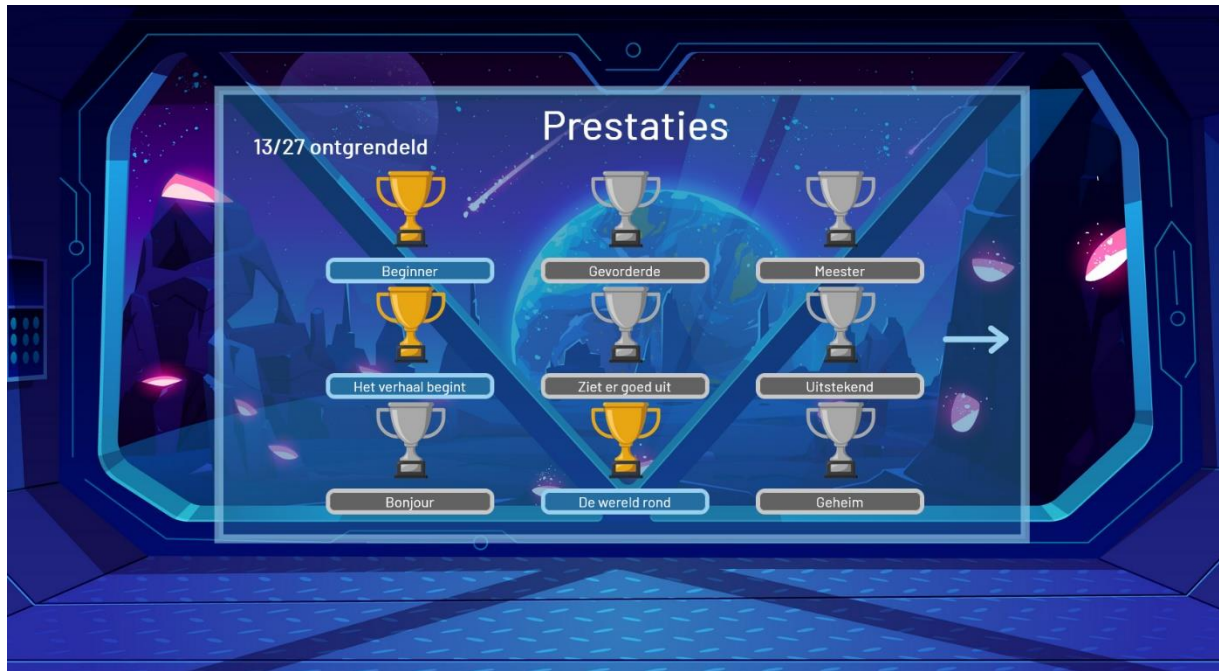 Prestaties
13/27 ontgrendeld
Beginner
Gevorderde
Meester
Het verhaal begint
Ziet er goed uit
Uitstekend
Bonjour
De wereld rond
Geheim